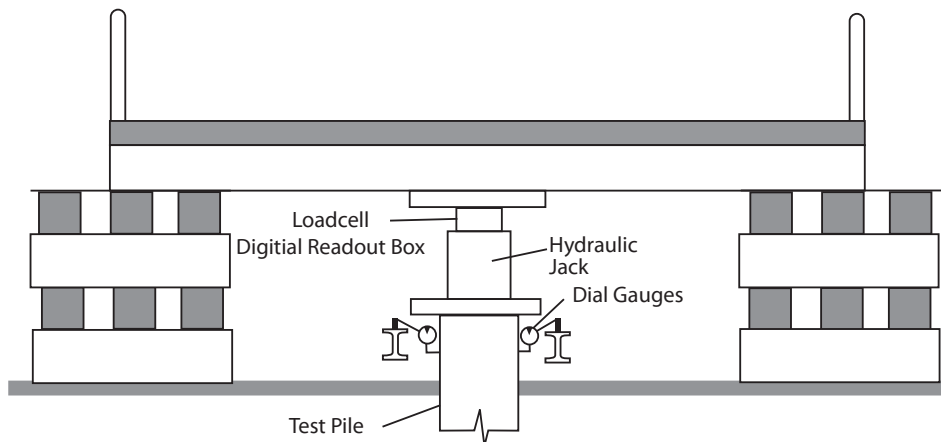 Loadcell
Digitial Readout Box
Hydraulic
Jack
Dial Gauges
Test Pile